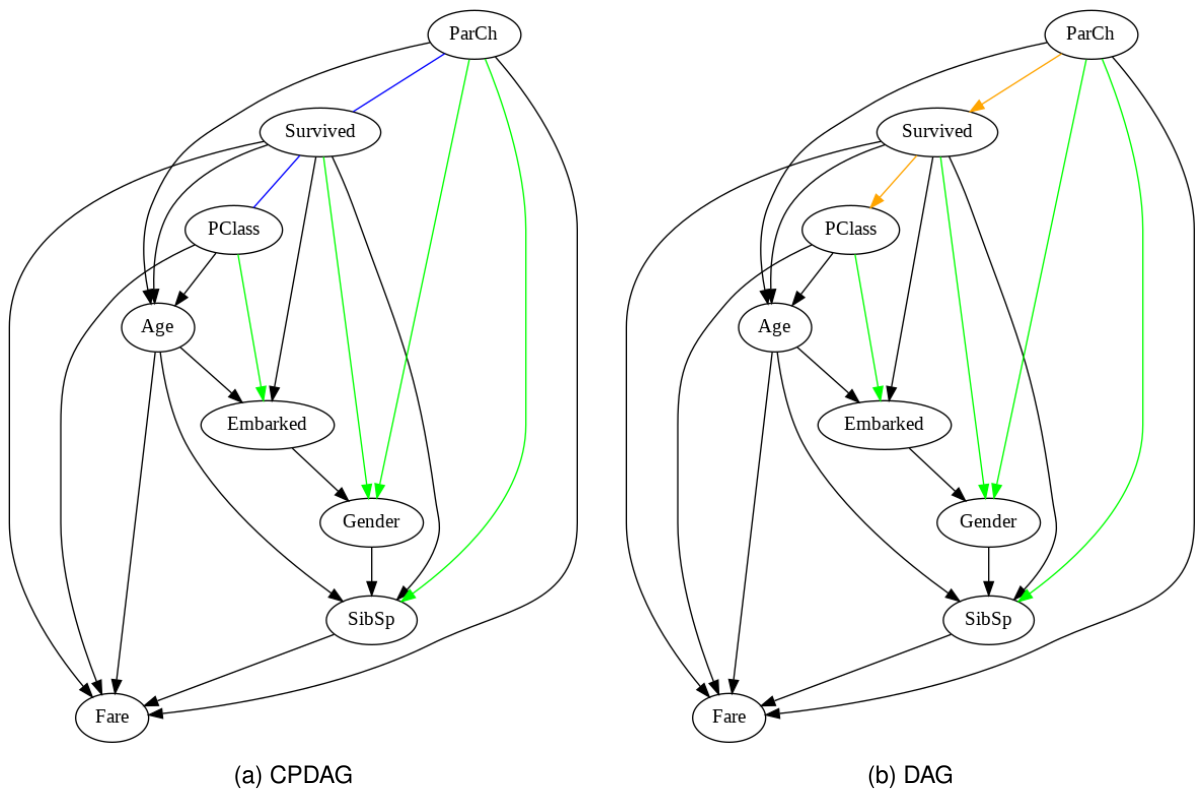 ParCh
Survived
PClass
Age
Embarked
Gender
SibSp
Fare
(a) CPDAG
ParCh
Survived
PClass
Age
Embarked
Gender
SibSp
Fare
(b) DAG